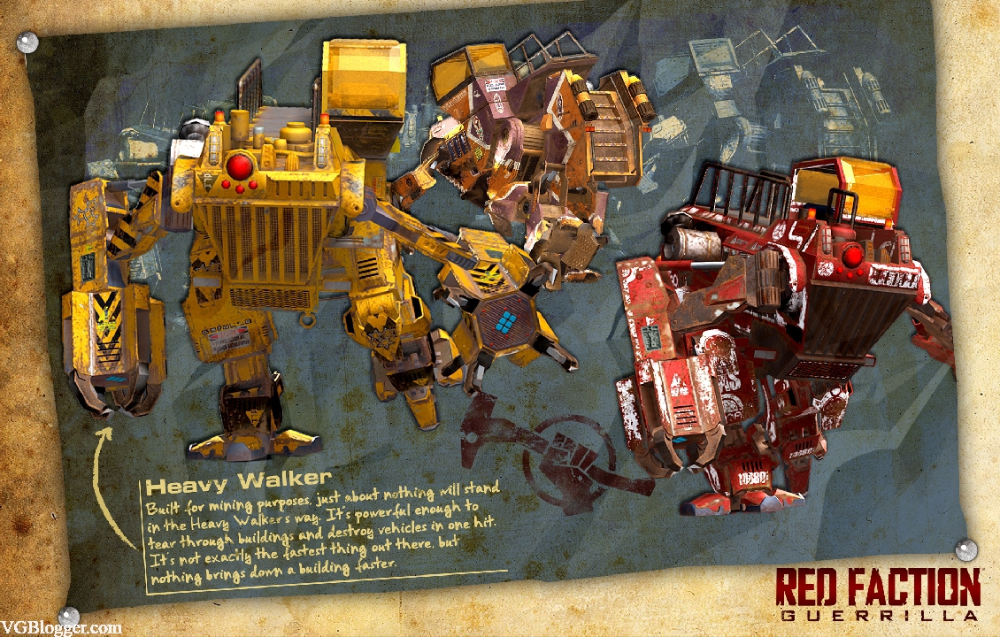 Heavy Walker
Built for mining purposes, just about nothing will stand
in the Heavy Walker's way. It's powerful enough to
tear through buildings and destroy vehicles in one hit.
It's not exactly the fastest thing out there, but
nothing brings down a building faster.
RED FACTION
GUERRILLA
VGBlogger.com